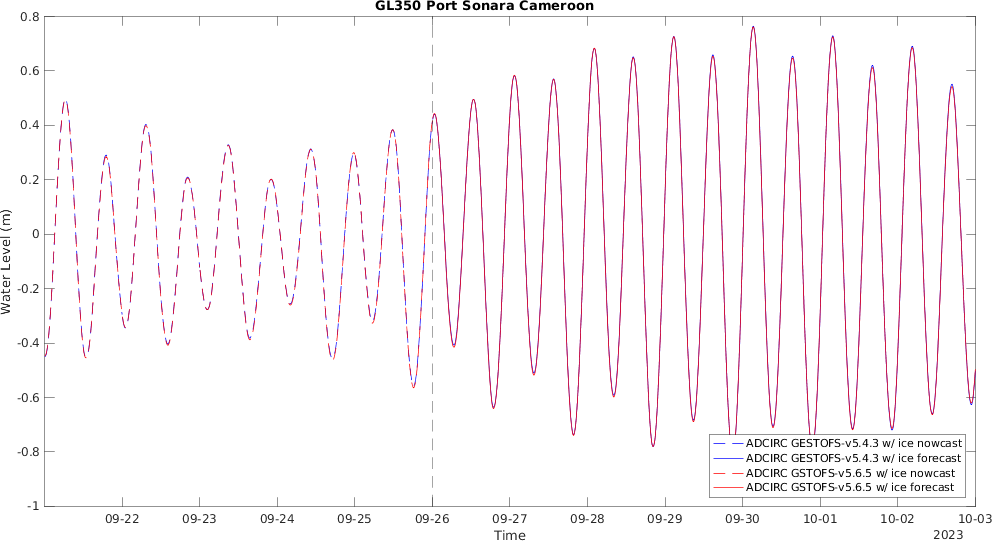 GL350 Port Sonara Cameroon
Water Level (m)
0.8
0.6
0.4
0.2
0
-0.2
-0.4
-0.6
-0.8
-1
ADCIRC GESTOFS-v5.4.3 w/ ice nowcast
ADCIRC GESTOFS-v5.4.3 w/ ice forecast
ADCIRC GSTOFS-v5.6.5 w/ ice nowcast
ADCIRC GSTOFS-v5.6.5 w/ ice forecast
09-22 09-23 09-24 09-25 09-26 09-27 09-28 09-29 09-30 10-01 10-02 10-03
Time
2023